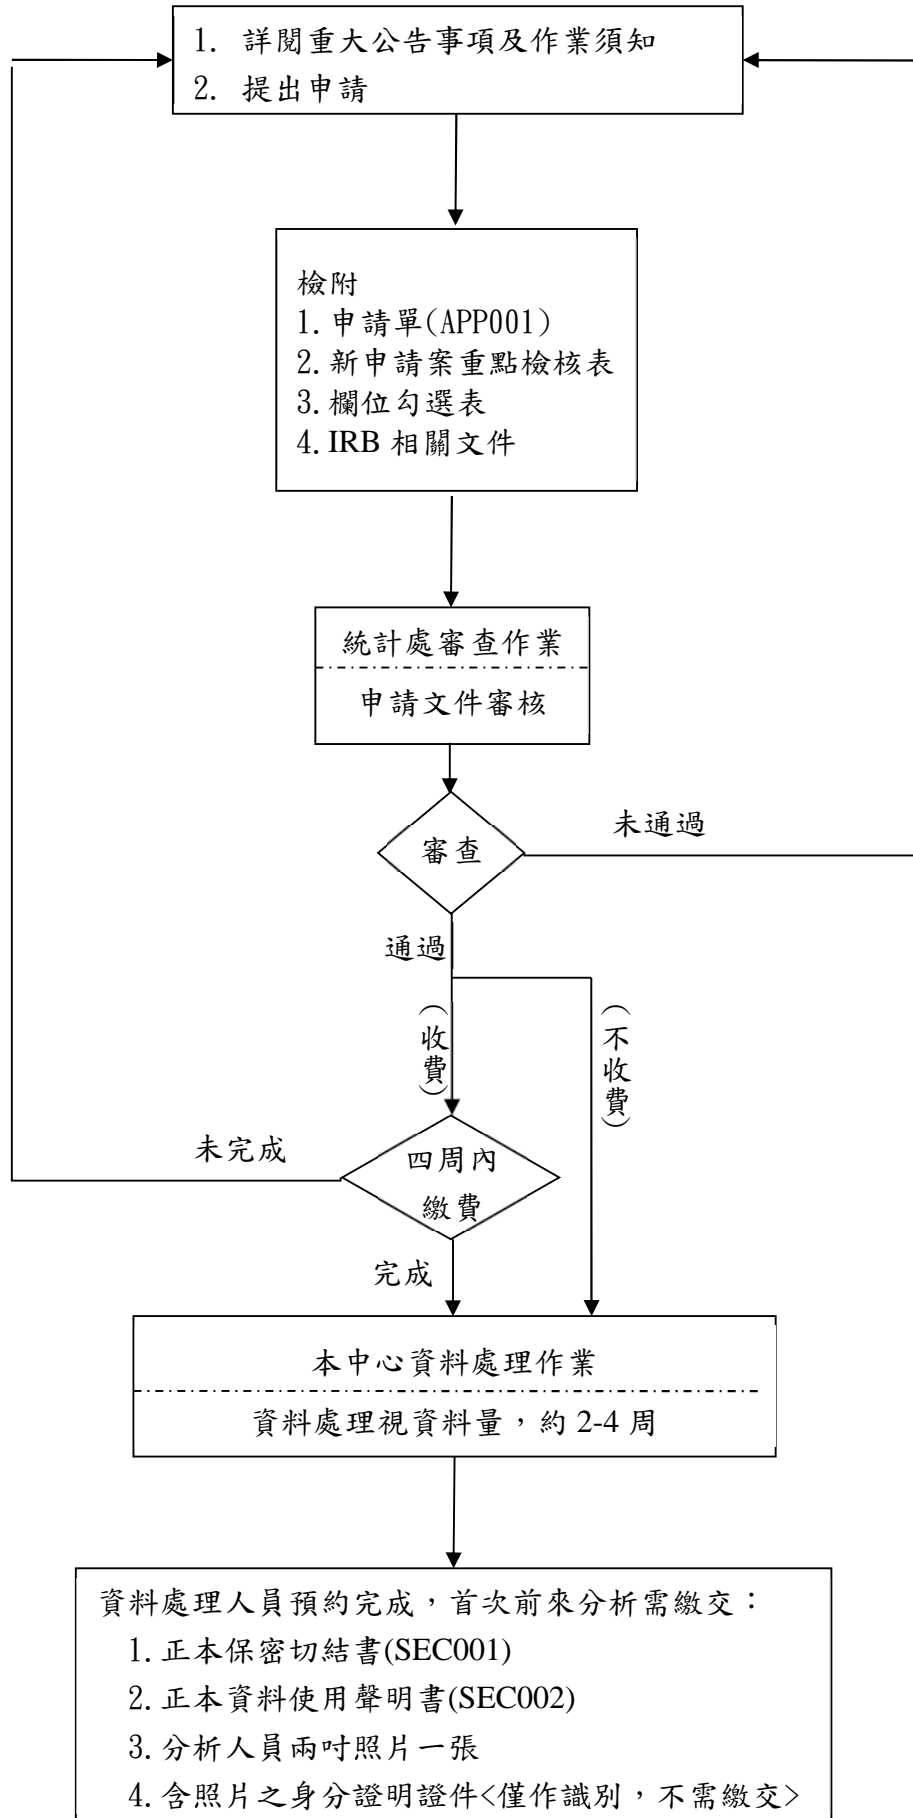 1. 詳閱重大公告事項及作業須知
2. 提出申請
檢附
1.申請單(APP001)
2.新申請案重點檢核表
3.欄位勾選表
4.IRB 相關文件
統計處審查作業
申請文件審核
審查
未通過
通過
(收費)
(不收費)
未完成
四周內
繳費
完成
本中心資料處理作業
資料處理視資料量，約 2-4 周
資料處理人員預約完成，首次前來分析需繳交：
1.正本保密切結書(SEC001)
2.正本資料使用聲明書(SEC002)
3.分析人員兩吋照片一張
4.含照片之身分證明證件<僅作識別，不需繳交>